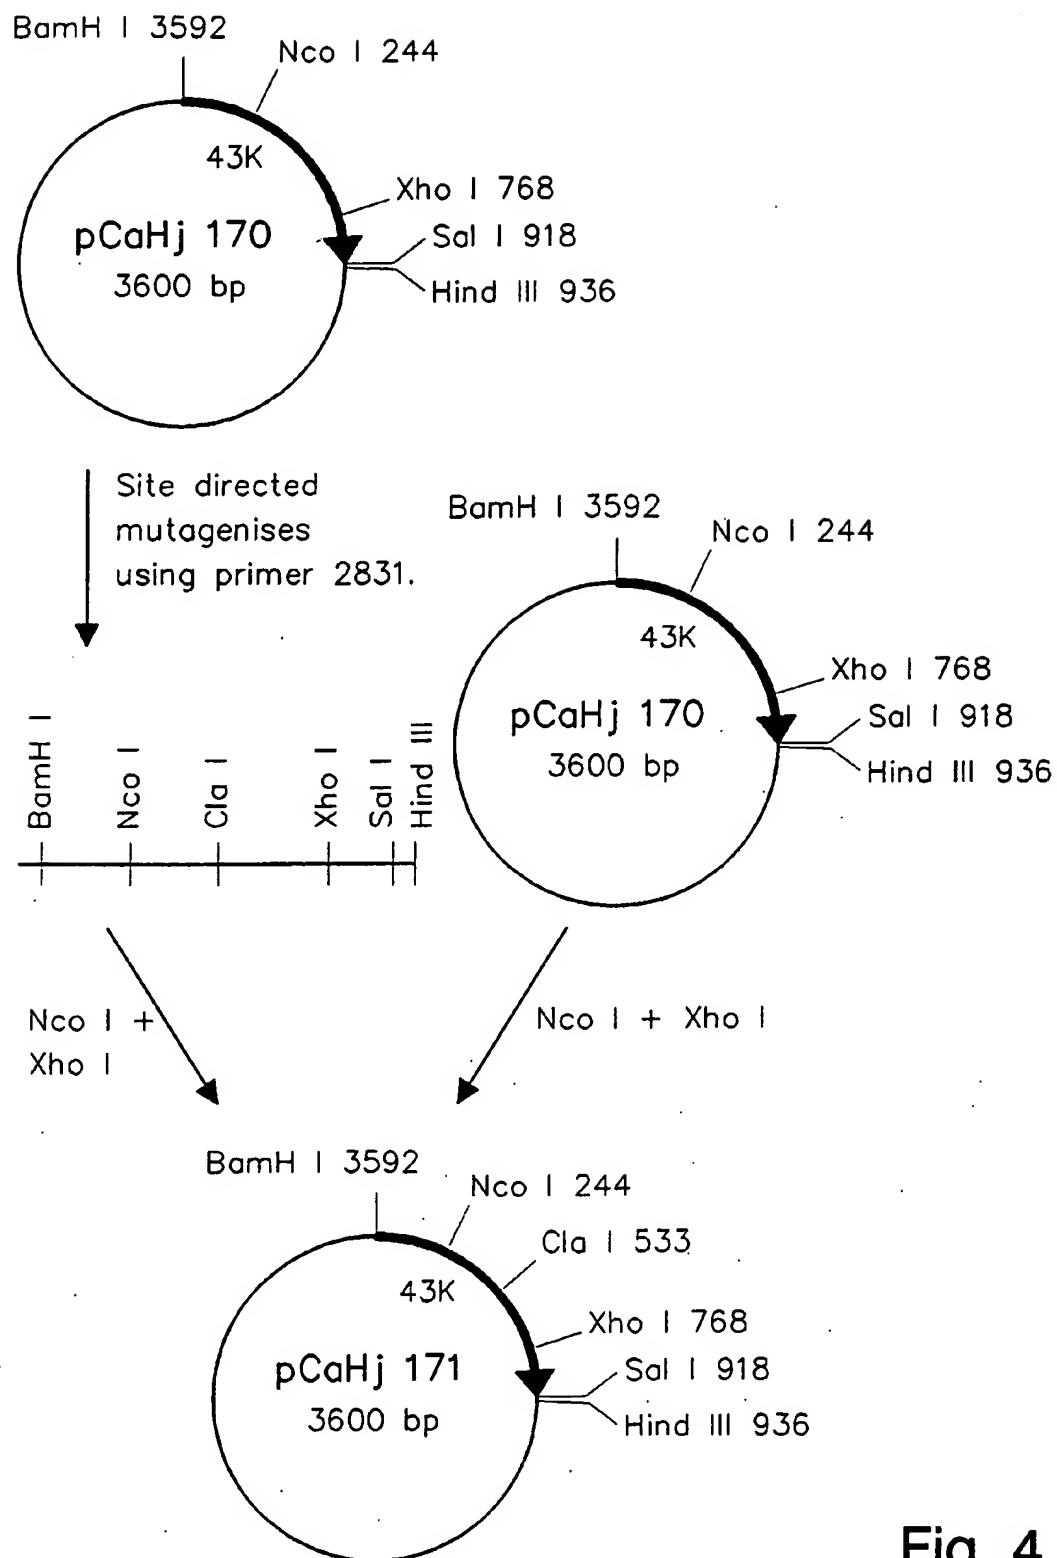 BamH I 3592
Nco I 244
43K
Xho I 768
pCaHj 170
Sal I 918
3600 bp
Hind III 936
Site directed
mutagenises
using primer 2831.
BamH I 3592
Nco I 244
43K
Xho I 768
pCaHj 170
Sal I 918
3600 bp
Hind III 936
BamH I
Nco I
Cla I
Xho I
Sal I
Hind III
Nco I +
Xho I
Nco I + Xho I
BamH I 3592
Nco I 244
Cla I 533
43K
Xho I 768
pCaHj 171
Sal I 918
3600 bp
Hind III 936
Fig. 4